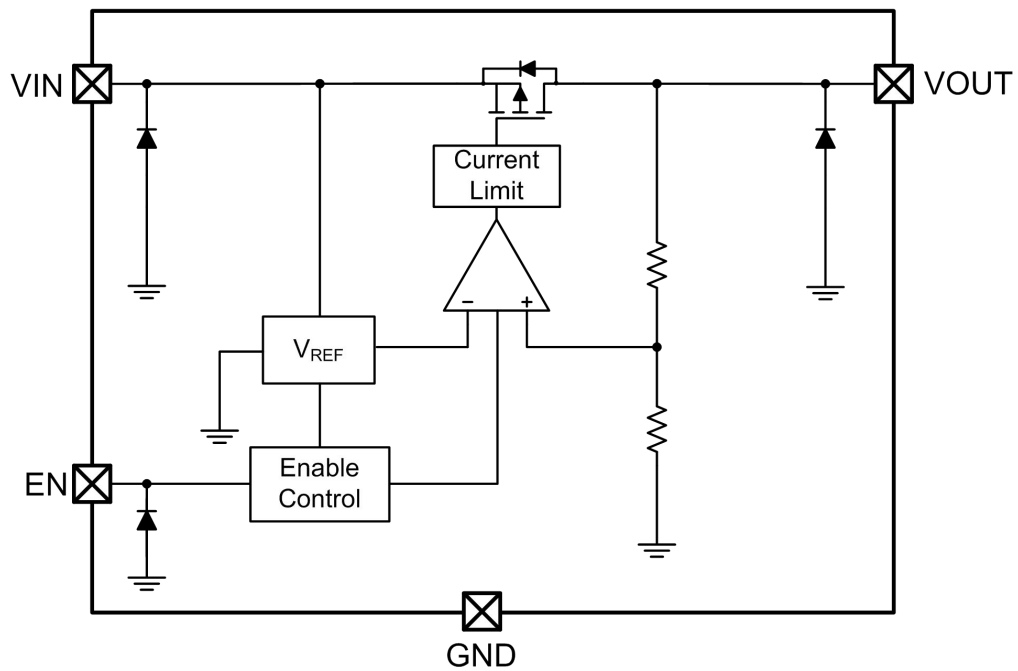 VIN
VOUT
Current
Limit
-
+
VREF
EN
Enable
Control
GND